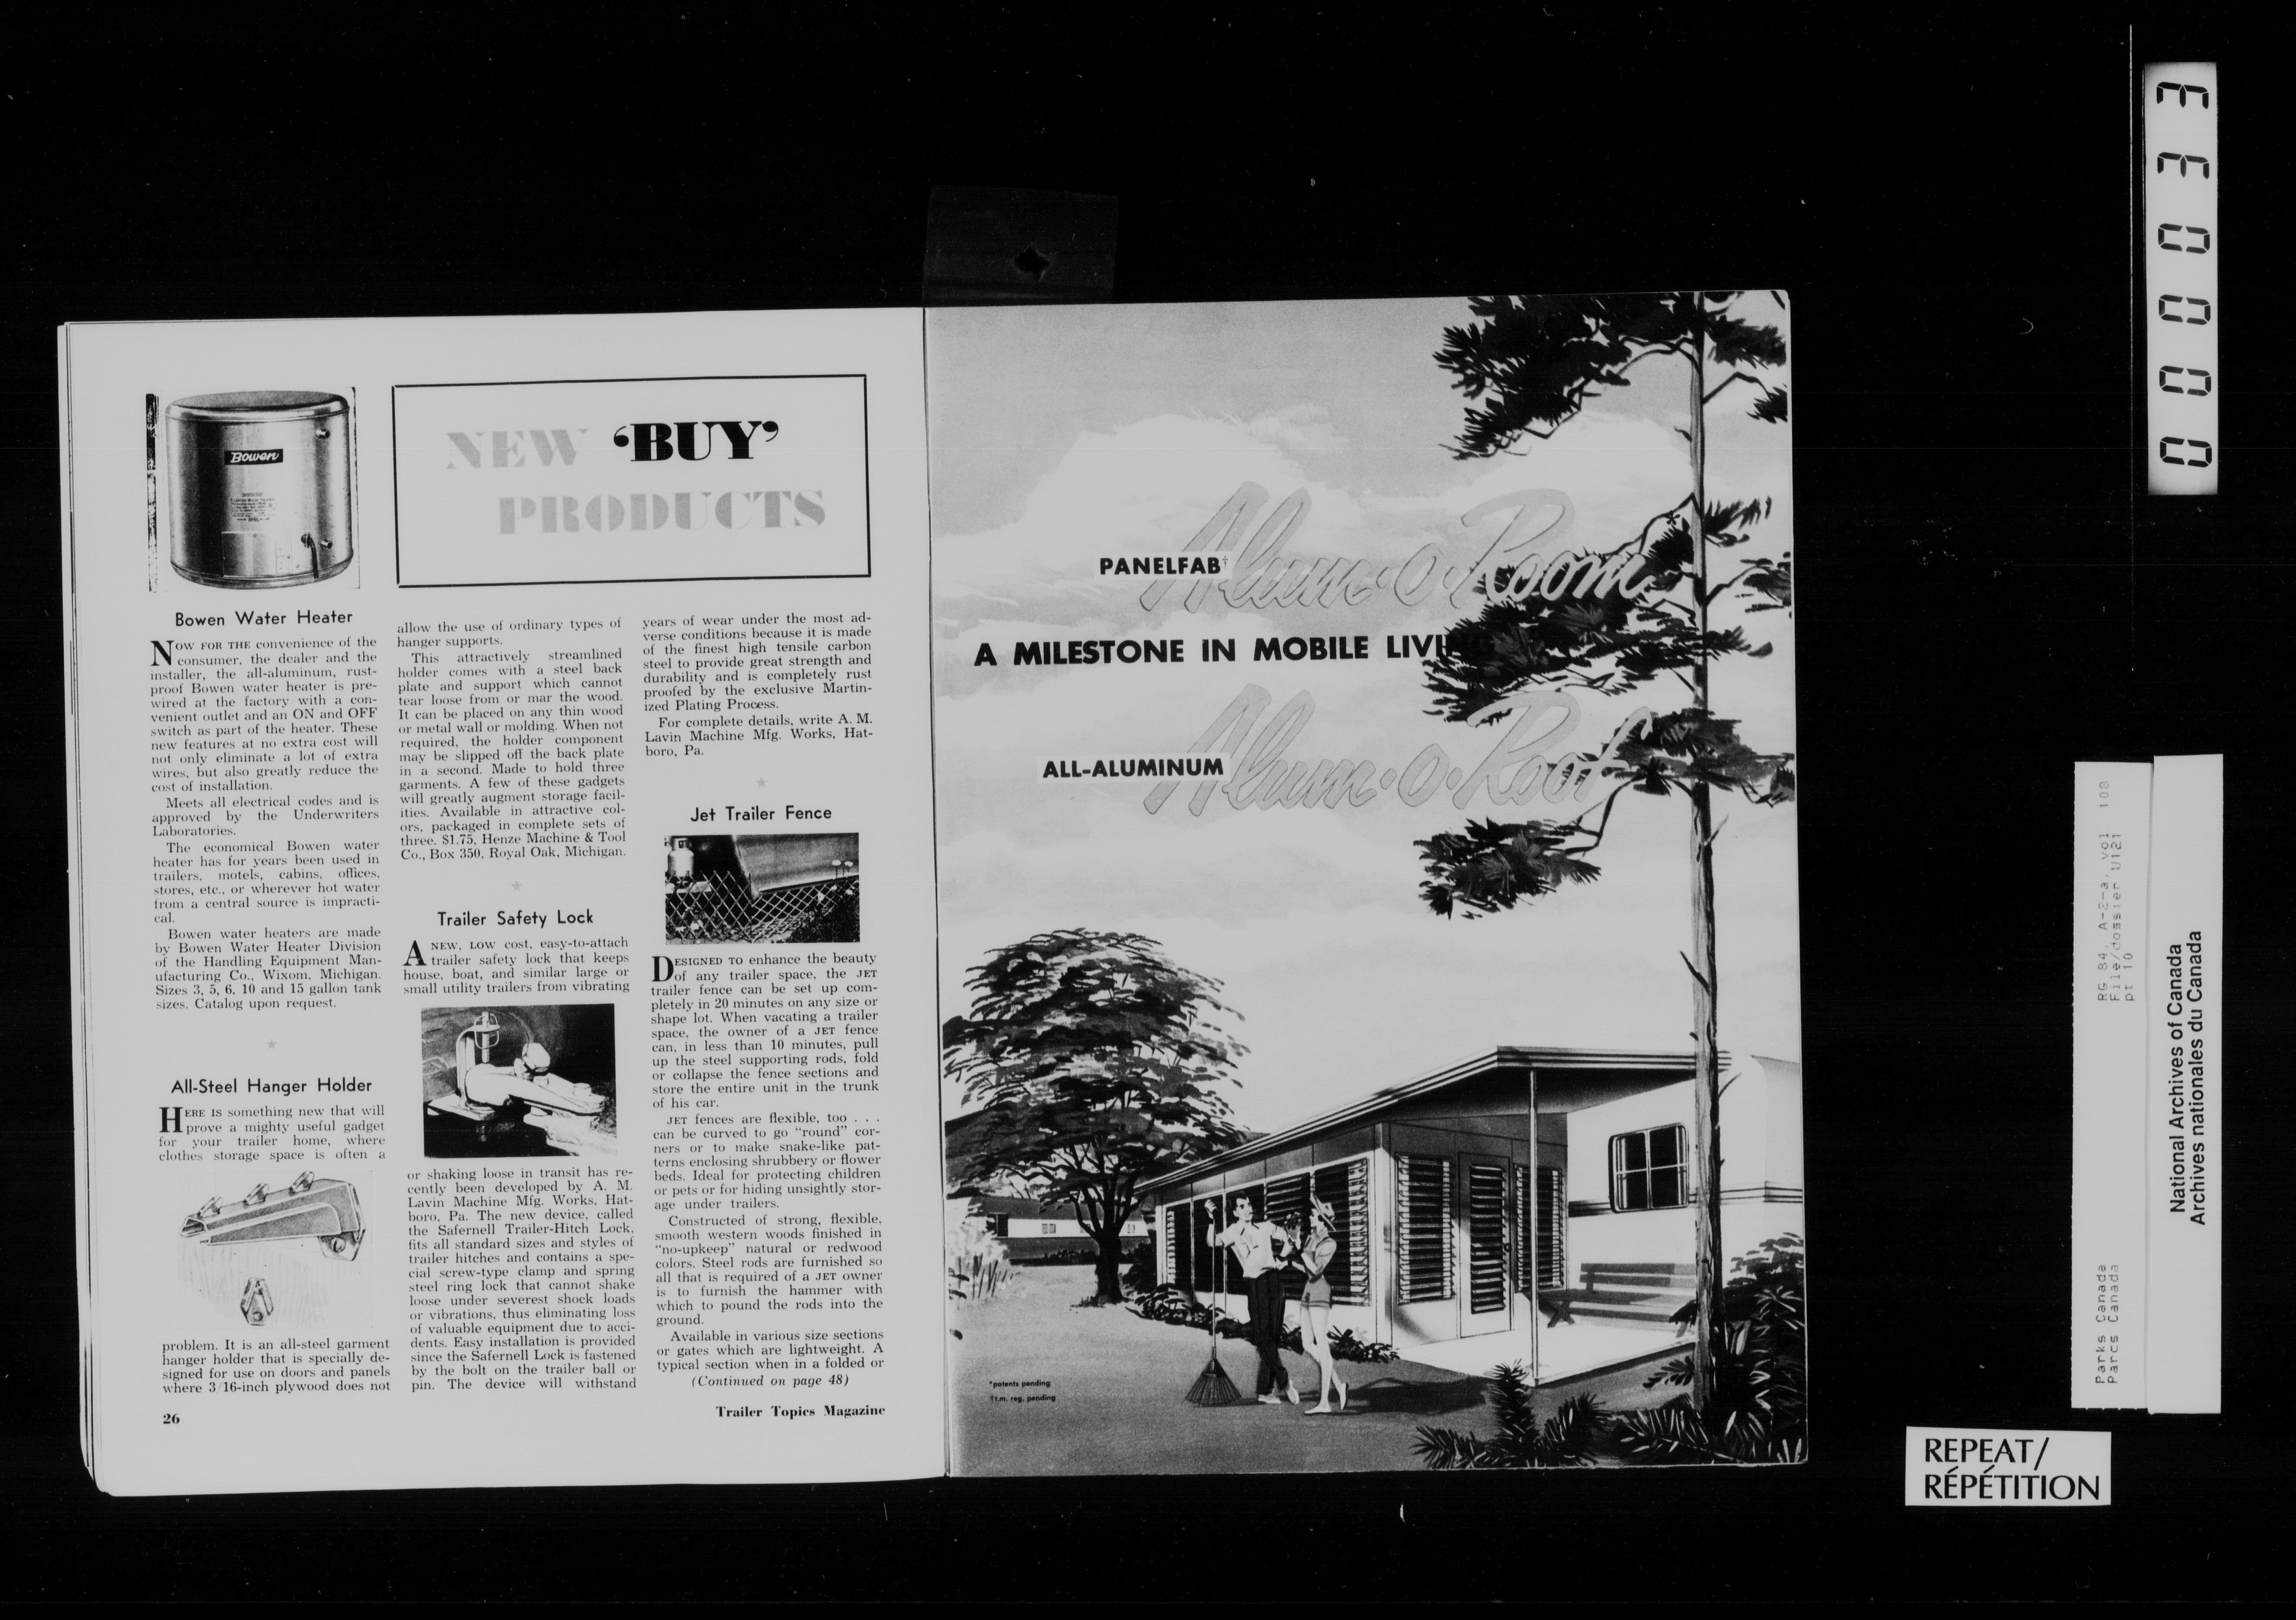 Bowen
NEW ‘BUY’
PRODUCTS
Bowen Water Heater
NOW FOR THE convenience of the
consumer, the dealer and the
installer, the all-aluminum, rust-
proof Bowen water heater is pre-
wired at the factory with a con-
venient outlet and an ON and OFF
switch as part of the heater. These
new features at no extra cost will
not only eliminate a lot of extra
wires, but also greatly reduce the
cost of installation.
Meets all electrical codes and is
approved by the Underwriters
Laboratories.
The economical Bowen water
heater has for years been used in
trailers, motels, cabins, offices,
stores, etc., or wherever hot water
from a central source is impracti-
cal.
Bowen water heaters are made
by Bowen Water Heater Division
of the Handling Equipment Man-
ufacturing Co., Wixom, Michigan.
Sizes 3, 5, 6, 10 and 15 gallon tank
sizes. Catalog upon request.
★
All-Steel Hanger Holder
HERE IS something new that will
prove a mighty useful gadget
for your trailer home, where
clothes storage space is often a
problem. It is an all-steel garment
hanger holder that is specially de-
signed for use on doors and panels
where 3/16-inch plywood does not
allow the use of ordinary types of
hanger supports.
This attractively streamlined
holder comes with a steel back
plate and support which cannot
tear loose from or mar the wood.
It can be placed on any thin wood
or metal wall or molding. When not
required, the holder component
may be slipped off the back plate
in a second. Made to hold three
garments. A few of these gadgets
will greatly augment storage facil-
ities. Available in attractive col-
ors, packaged in complete sets of
three. $1.75, Henze Machine & Tool
Co., Box 350, Royal Oak, Michigan.
★
Trailer Safety Lock
A NEW, LOW cost, easy-to-attach
trailer safety lock that keeps
house, boat, and similar large or
small utility trailers from vibrating
or shaking loose in transit has re-
cently been developed by A. M.
Lavin Machine Mfg. Works, Hat-
boro, Pa. The new device, called
the Safernell Trailer-Hitch Lock,
fits all standard sizes and styles of
trailer hitches and contains a spe-
cial screw-type clamp and spring
steel ring lock that cannot shake
loose under severest shock loads
or vibrations, thus eliminating loss
of valuable equipment due to acci-
dents. Easy installation is provided
since the Safernell Lock is fastened
by the bolt on the trailer ball or
pin. The device will withstand
years of wear under the most ad-
verse conditions because it is made
of the finest high tensile carbon
steel to provide great strength and
durability and is completely rust
proofed by the exclusive Martin-
ized Plating Process.
For complete details, write A. M.
Lavin Machine Mfg. Works, Hat-
boro, Pa.
★
Jet Trailer Fence
DESIGNED TO enhance the beauty
of any trailer space, the JET
trailer fence can be set up com-
pletely in 20 minutes on any size or
shape lot. When vacating a trailer
space, the owner of a JET fence
can, in less than 10 minutes, pull
up the steel supporting rods, fold
or collapse the fence sections and
store the entire unit in the trunk
of his car.
JET fences are flexible, too . . .
can be curved to go “round” cor-
ners or to make snake-like pat-
terns enclosing shrubbery or flower
beds. Ideal for protecting children
or pets or for hiding unsightly stor-
age under trailers.
Constructed of strong, flexible,
smooth western woods finished in
“no-upkeep” natural or redwood
colors. Steel rods are furnished so
all that is required of a JET owner
is to furnish the hammer with
which to pound the rods into the
ground.
Available in various size sections
or gates which are lightweight. A
typical section when in a folded or
(Continued on page 48)
26
Trailer Topics Magazine
PANELFAB† Alum·o·Room
A MILESTONE IN MOBILE LIVING
ALL-ALUMINUM Alum·o·Roof
*patents pending
†t.m. reg. pending
000033
RG 84, A-2-a, vol 108
File/dossier U121
pt 10
Parks Canada
Parcs Canada
National Archives of Canada
Archives nationales du Canada
REPEAT/
RÉPÉTITION